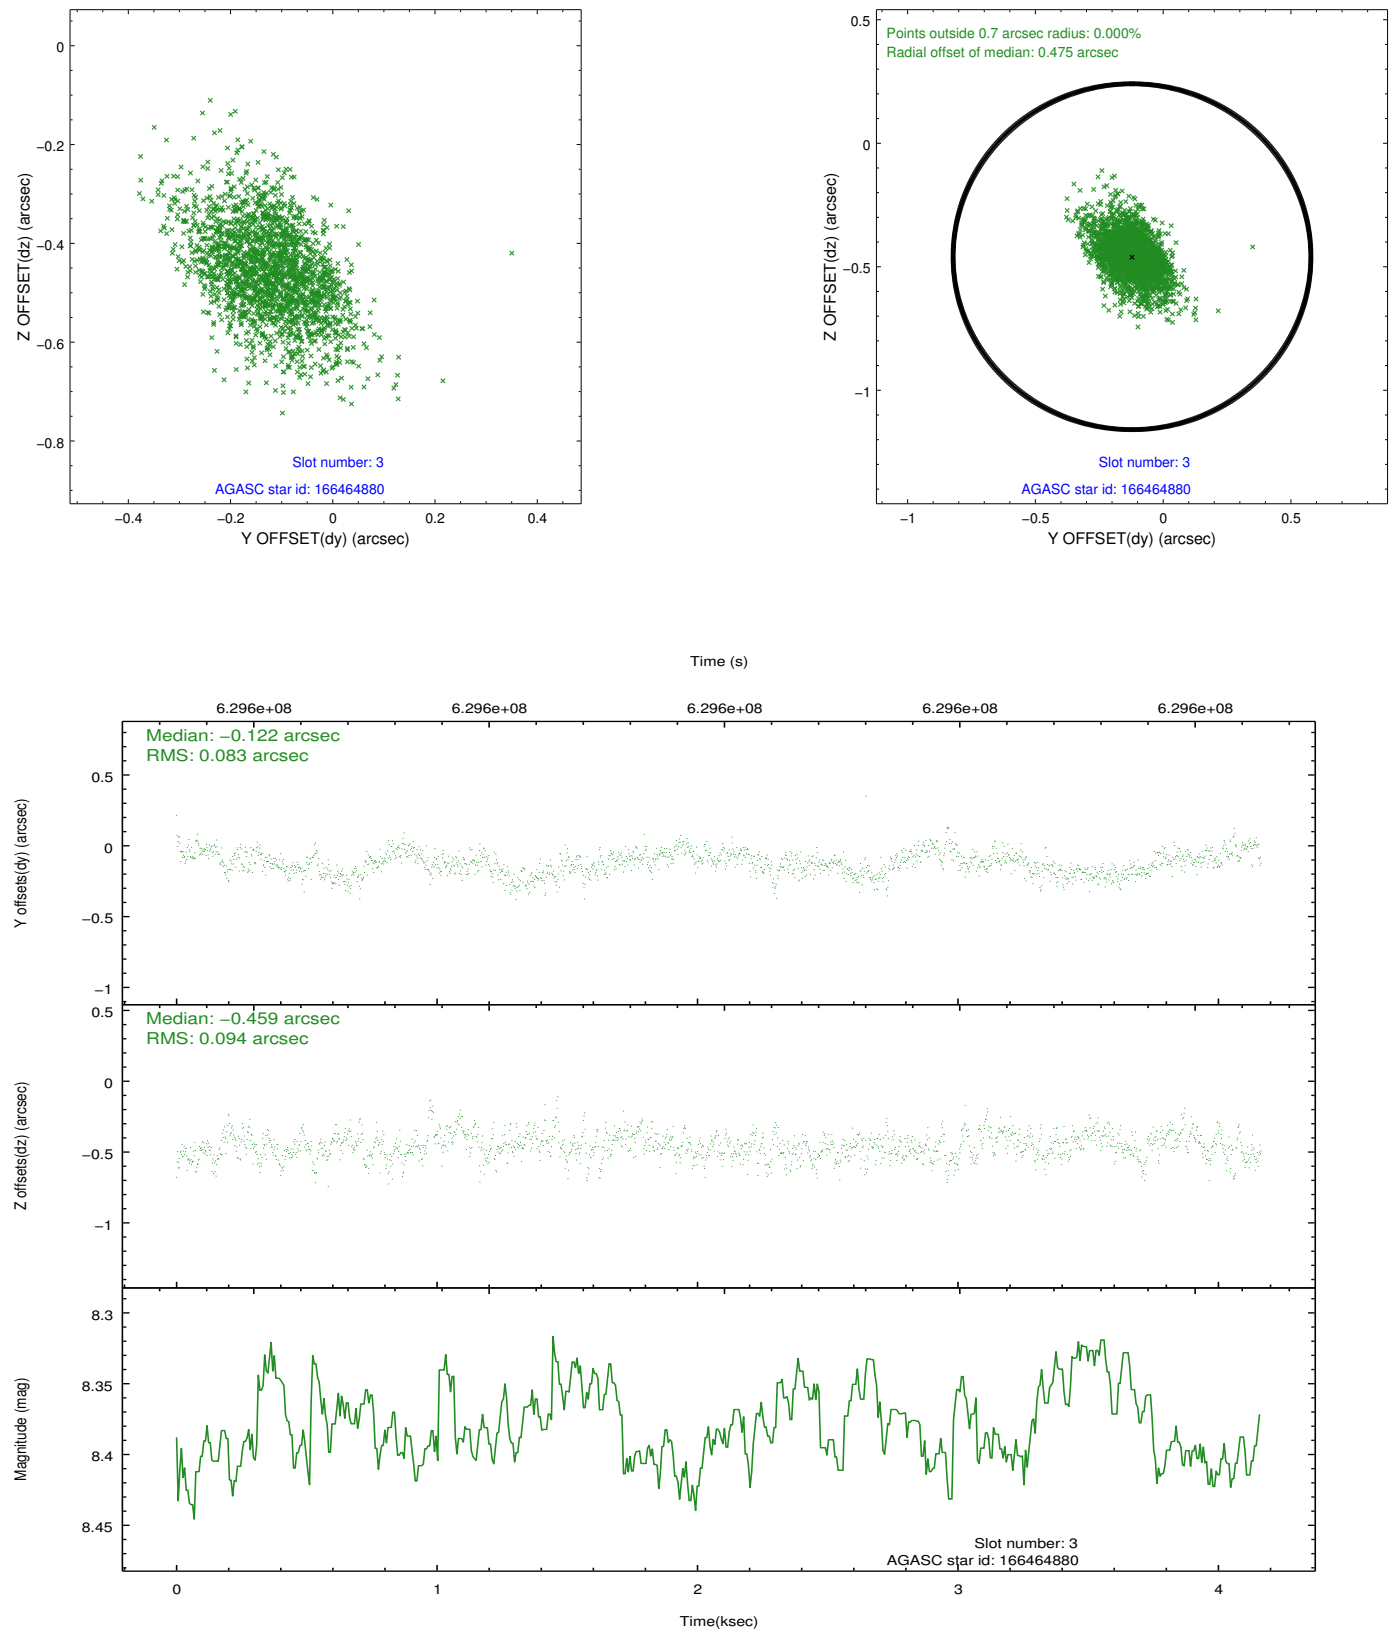 0
−0.2
−0.4
−0.6
−0.8
Z OFFSET(dz) (arcsec)
Slot number: 3
AGASC star id: 166464880
−0.4
−0.2
0
0.2
0.4
Y OFFSET(dy) (arcsec)
Points outside 0.7 arcsec radius: 0.000%
Radial offset of median: 0.475 arcsec
0.5
0
−0.5
−1
Z OFFSET(dz) (arcsec)
Slot number: 3
AGASC star id: 166464880
−1
−0.5
0
0.5
Y OFFSET(dy) (arcsec)
Time (s)
6.296e+08
6.296e+08
6.296e+08
6.296e+08
6.296e+08
Median: −0.122 arcsec
RMS: 0.083 arcsec
0.5
0
−0.5
−1
Y offsets(dy) (arcsec)
Median: −0.459 arcsec
RMS: 0.094 arcsec
0.5
0
−0.5
−1
Z offsets(dz) (arcsec)
8.3
8.35
8.4
8.45
Magnitude (mag)
Slot number: 3
AGASC star id: 166464880
0
1
2
3
4
Time(ksec)